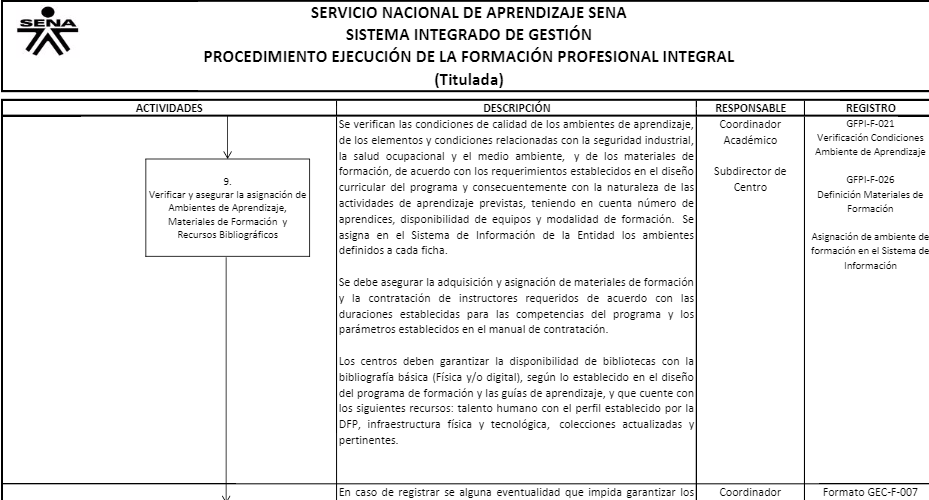 SENA
SERVICIO NACIONAL DE APRENDIZAJE SENA
SISTEMA INTEGRADO DE GESTIÓN
PROCEDIMIENTO EJECUCIÓN DE LA FORMACIÓN PROFESIONAL INTEGRAL
(Titulada)
ACTIVIDADES
DESCRIPCIÓN
RESPONSABLE
REGISTRO
9.
Verificar y asegurar la asignación de
Ambientes de Aprendizaje,
Materiales de Formación y
Recursos Bibliográficos
Se verifican las condiciones de calidad de los ambientes de aprendizaje,
de los elementos y condiciones relacionadas con la seguridad industrial,
la salud ocupacional y el medio ambiente, y de los materiales de
formación, de acuerdo con los requerimientos establecidos en el diseño
curricular del programa y consecuentemente con la naturaleza de las
actividades de aprendizaje previstas, teniendo en cuenta número de
aprendices, disponibilidad de equipos y modalidad de formación. Se
asigna en el Sistema de Información de la Entidad los ambientes
definidos a cada ficha.
Se debe asegurar la adquisición y asignación de materiales de formación
y la contratación de instructores requeridos de acuerdo con las
duraciones establecidas para las competencias del programa y los
parámetros establecidos en el manual de contratación.
Los centros deben garantizar la disponibilidad de bibliotecas con la
bibliografía básica (Física y/o digital), según lo establecido en el diseño
del programa de formación y las guías de aprendizaje, y que cuente con
los siguientes recursos: talento humano con el perfil establecido por la
DFP, infraestructura física y tecnológica, colecciones actualizadas y
pertinentes.
Coordinador
Académico
Subdirector de
Centro
GFPI-F-021
Verificación Condiciones
Ambiente de Aprendizaje
GFPI-F-026
Definición Materiales de
Formación
Asignación de ambiente de
formación en el Sistema de
Información
En caso de registrar se alguna eventualidad que impida garantizar los
Coordinador
Formato GEC-F-007